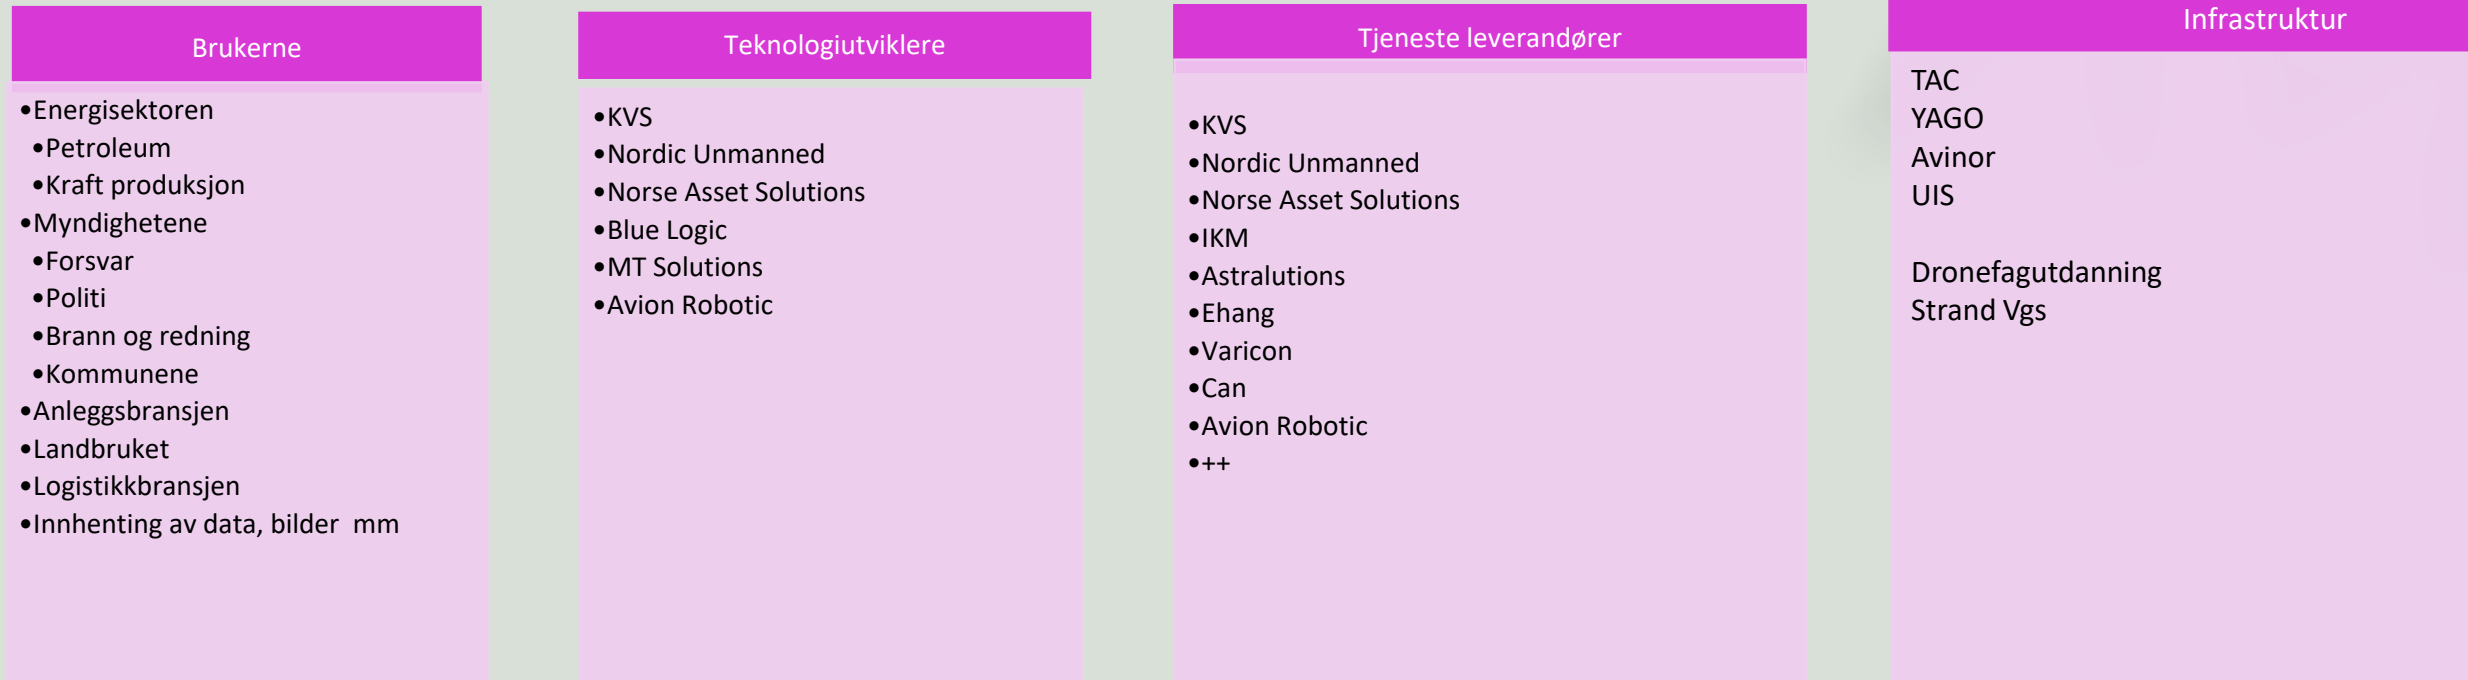 Brukerne
•Energisektoren
•Petroleum
•Kraft produksjon
•Myndighetene
•Forsvar
•Politi
•Brann og redning
•Kommunene
•Anleggsbransjen
•Landbruket
•Logistikkbransjen
•Innhenting av data, bilder  mm
Teknologiutviklere
•KVS
•Nordic Unmanned
•Norse Asset Solutions
•Blue Logic
•MT Solutions
•Avion Robotic
Tjeneste leverandører
•KVS
•Nordic Unmanned
•Norse Asset Solutions
•IKM
•Astralutions
•Ehang
•Varicon
•Can
•Avion Robotic
•++
Infrastruktur
TAC
YAGO
Avinor
UIS
Dronefagutdanning
Strand Vgs